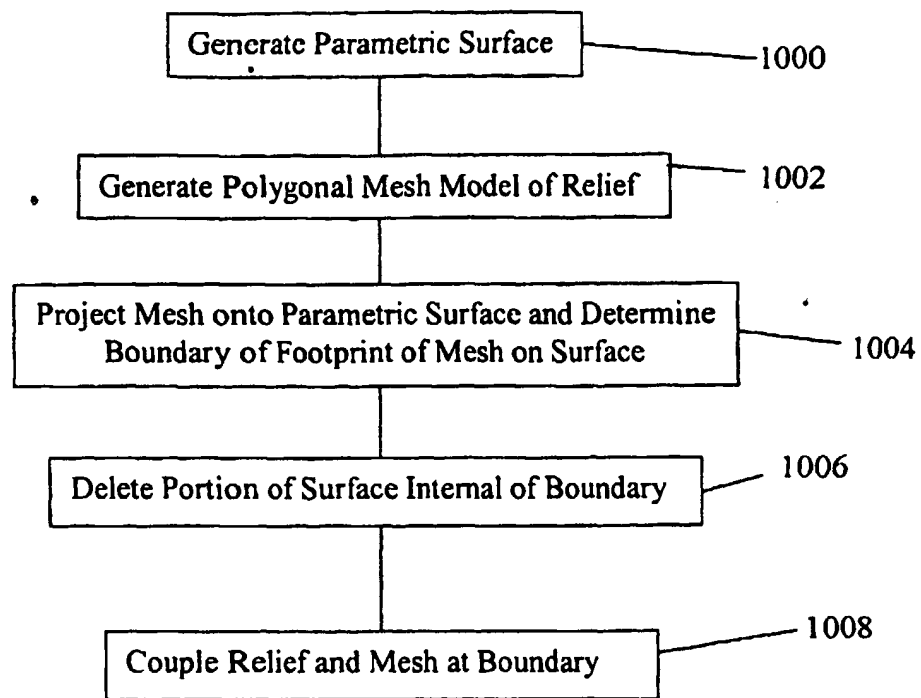 Generate Parametric Surface
1000
Generate Polygonal Mesh Model of Relief
1002
Project Mesh onto Parametric Surface and Determine
Boundary of Footprint of Mesh on Surface
1004
Delete Portion of Surface Internal of Boundary
1006
Couple Relief and Mesh at Boundary
1008